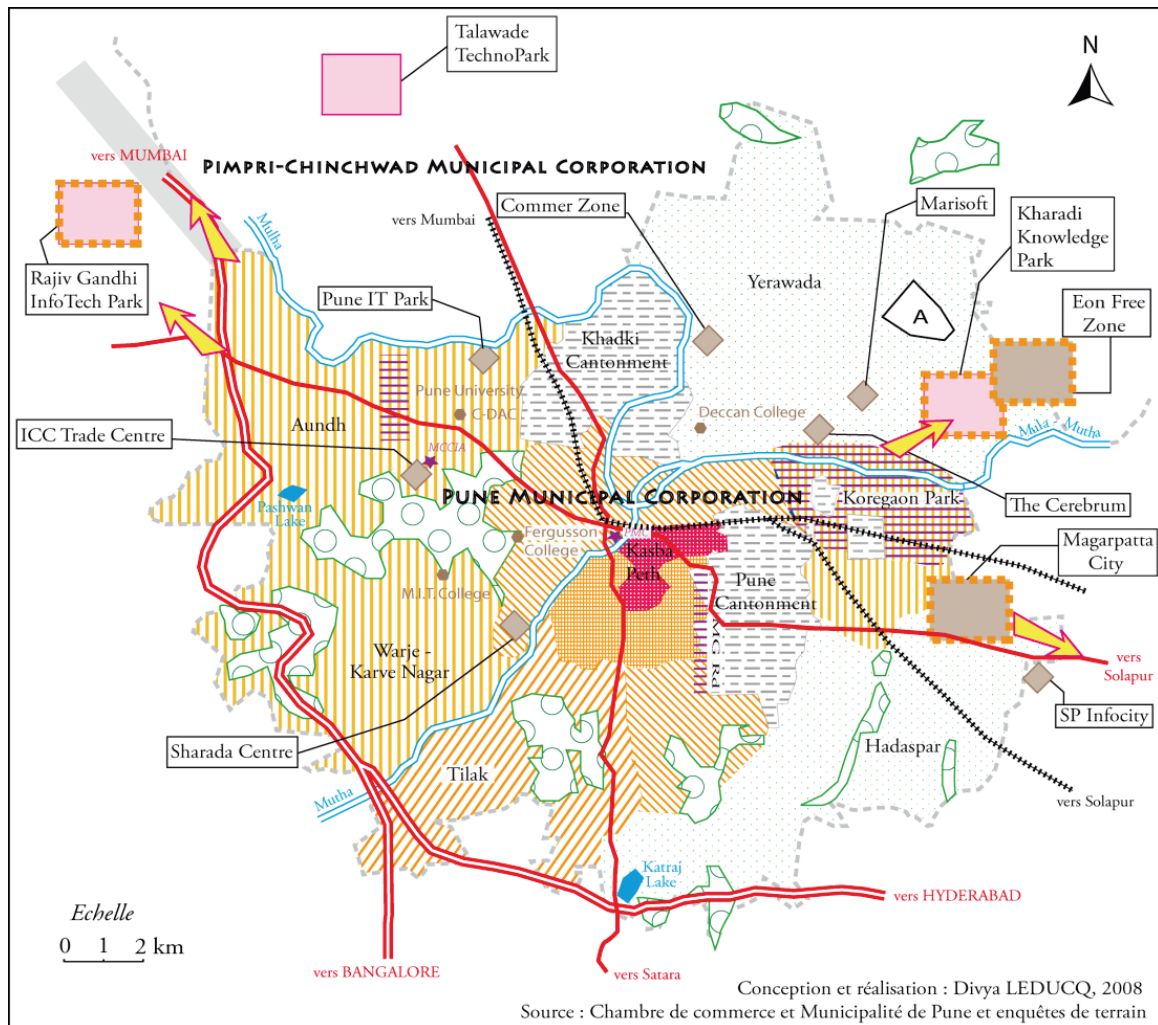 Talawade
TechnoPark
N
vers MUMBAI
PIMPRI-CHINCHWAD MUNICIPAL CORPORATION
Commer Zone
Marisoft
Kharadi
Knowledge
Park
vers Mumbai
Mulha
Rajiv Gandhi
InfoTech Park
Pune IT Park
Yerawada
Eon Free
Zone
A
Khadki
Cantonment
Pune University
C-DAC
Deccan College
Aundh
ICC Trade Centre
MCCIA
Mula - Mutha
PUNE MUNICIPAL CORPORATION
Koregaon Park
The Cerebrum
Pashwan
Lake
Fergusson
College
PMC
Kasba
Peth
Magarpatta
City
M.I.T. College
Pune
Cantonment
MG Rd
Warje -
Karve Nagar
vers
Solapur
SP Infocity
Sharada Centre
Hadaspar
Tilak
Mutha
vers Solapur
Katraj
Lake
vers HYDERABAD
Echelle
0 1 2 km
vers BANGALORE
vers Satara
Conception et réalisation : Divya LEDUCQ, 2008
Source : Chambre de commerce et Municipalité de Pune et enquêtes de terrain